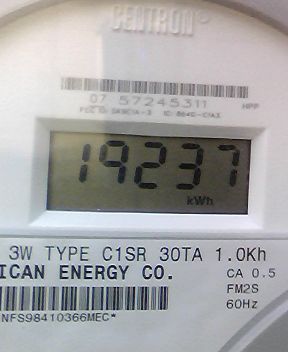 CENTRON®
07 57245311 HPP
19237
kWh
3W TYPE C1SR 30TA 1.0Kh
ICAN ENERGY CO. CA 0.5
FM2S
NFS98410366MEC* 60Hz